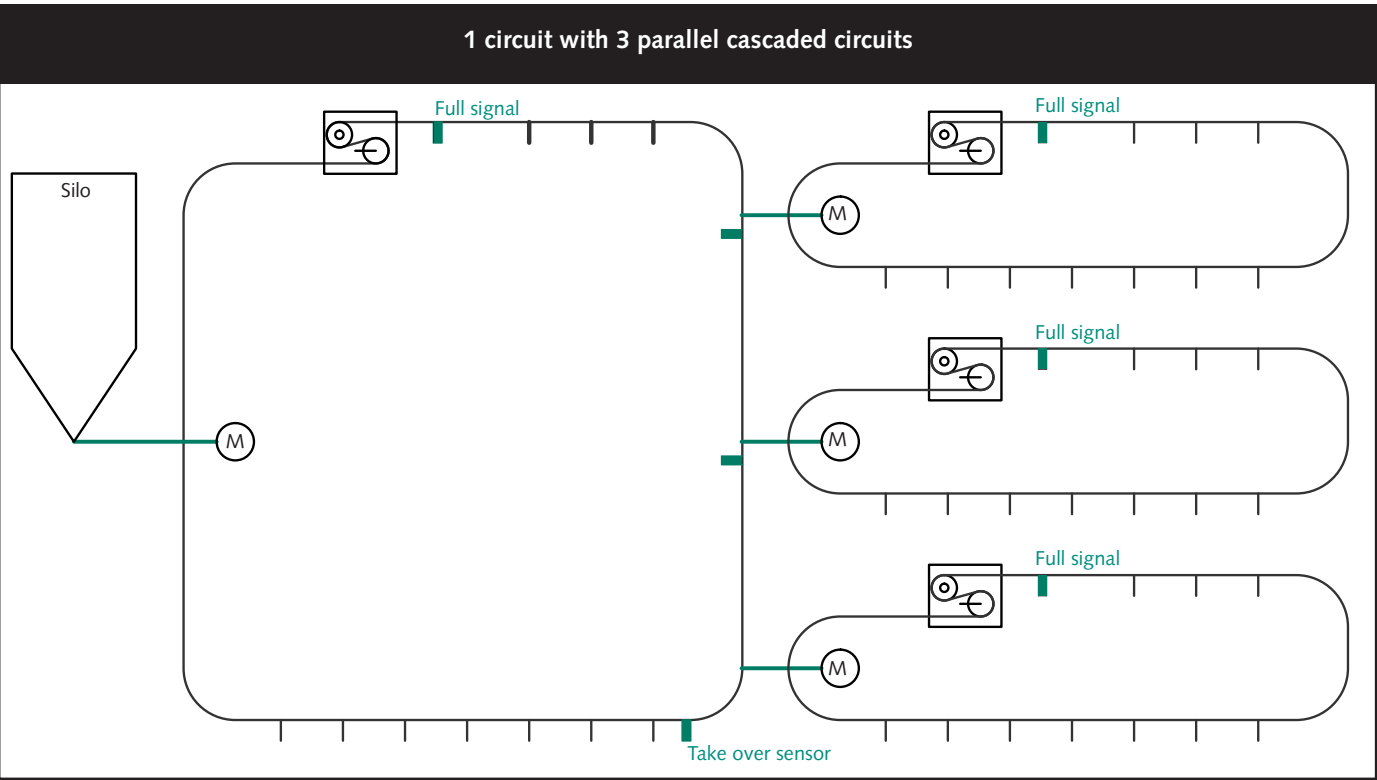 1 circuit with 3 parallel cascaded circuits
Full signal
Full signal
Silo
M
M
Full signal
M
M
Full signal
M
Take over sensor